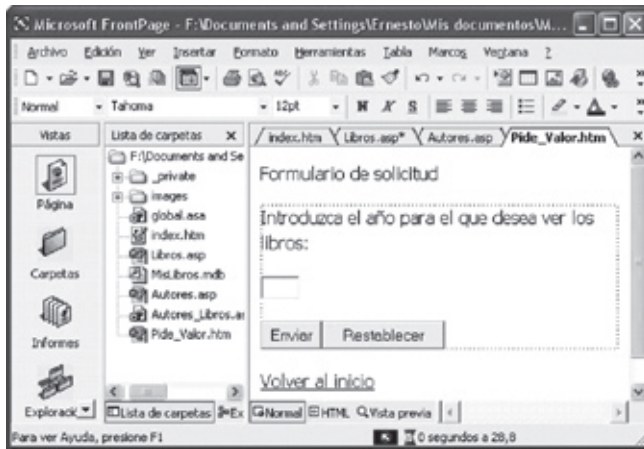 Microsoft FrontPage - F:\Documents and Settings\Ernesto\Mis documentos\M...
Archivo Edición Ver Insertar Formato Herramientas Tabla Marcos Ventana ?
Normal Tahoma 12pt N K S A
Vistas
Página
Carpetas
Informes
Explorac
Lista de carpetas x
F:\Documents and Se
_private
images
global.asa
index.htm
Libros.asp
MisLibros.mdb
Autores.asp
Autores_Libros.as
Pide_Valor.htm
Lista de carpetas Ex
index.htm Libros.asp* Autores.asp Pide_Valor.htm x
Formulario de solicitud
Introduzca el año para el que desea ver los
libros:
Enviar Restablecer
Volver al inicio
Normal HTML Vista previa
Para ver Ayuda, presione F1
0 segundos a 28,8